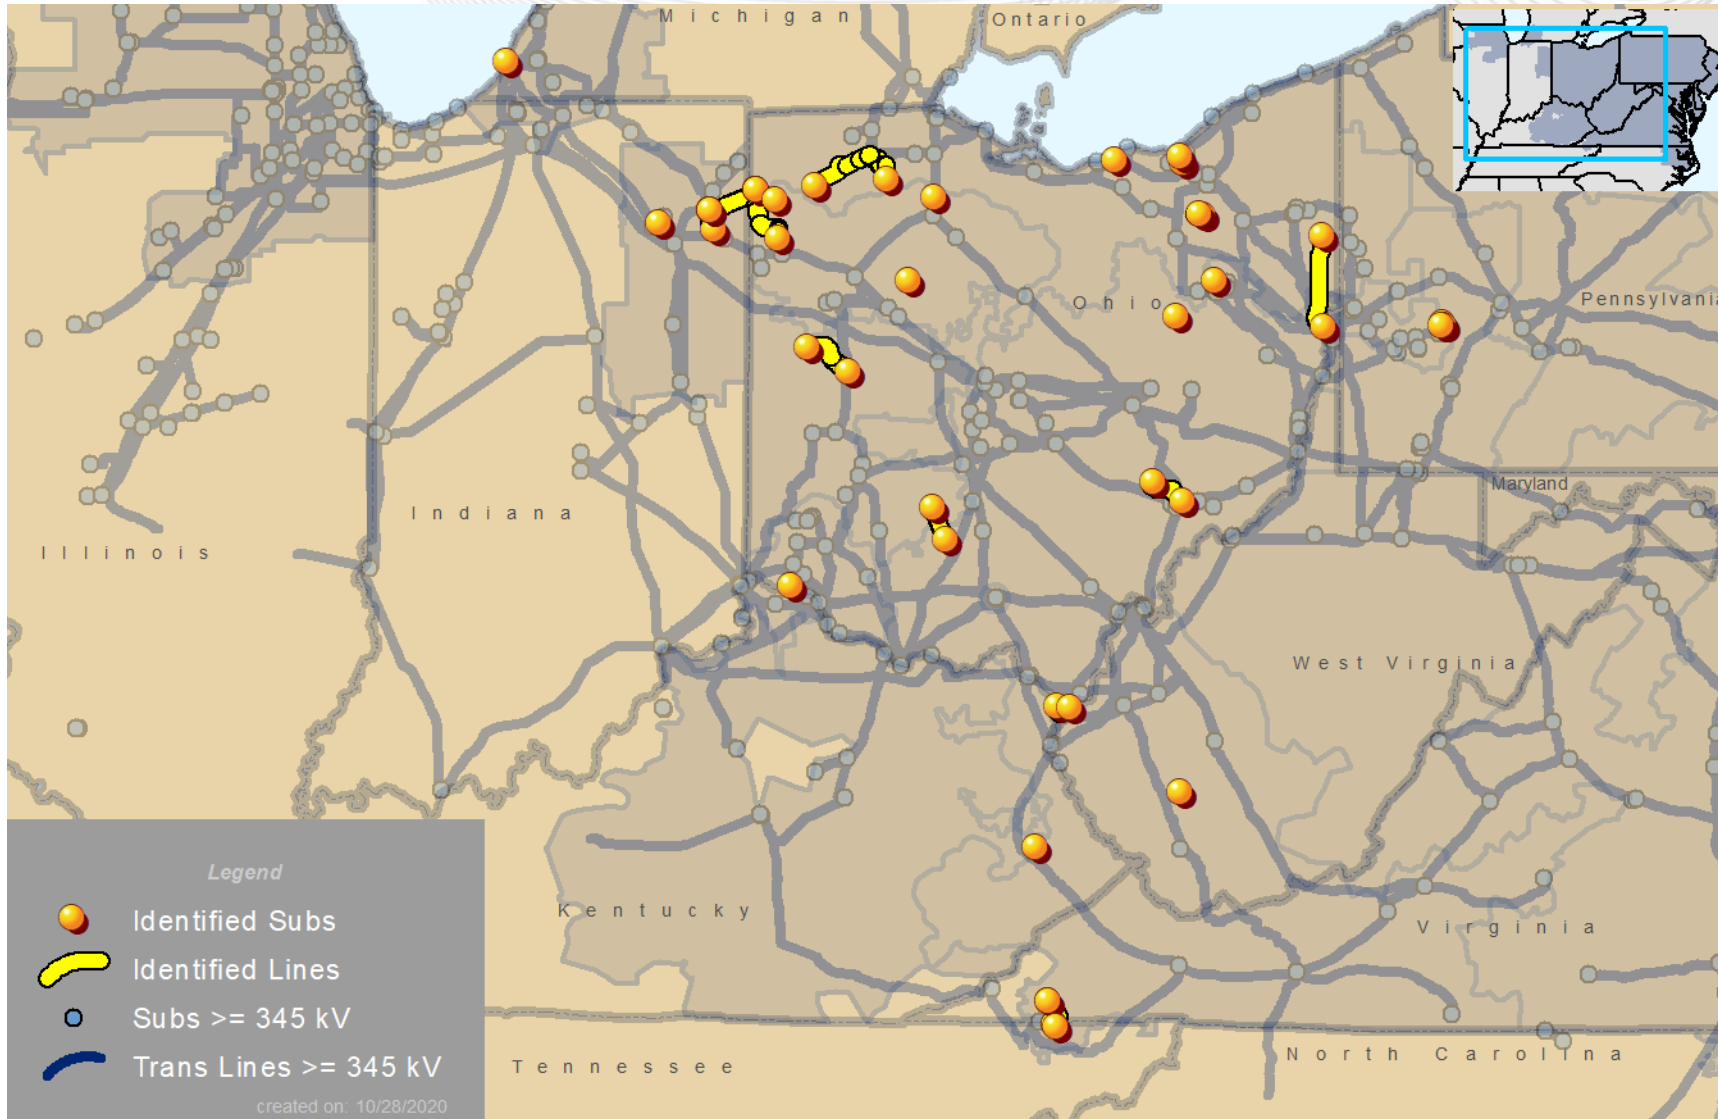 Michigan
Ontario
Ohio
Pennsylvania
Maryland
Indiana
Illinois
West Virginia
Kentucky
Virginia
Tennessee
North Carolina
Legend
Identified Subs
Identified Lines
Subs >= 345 kV
Trans Lines >= 345 kV
created on: 10/28/2020